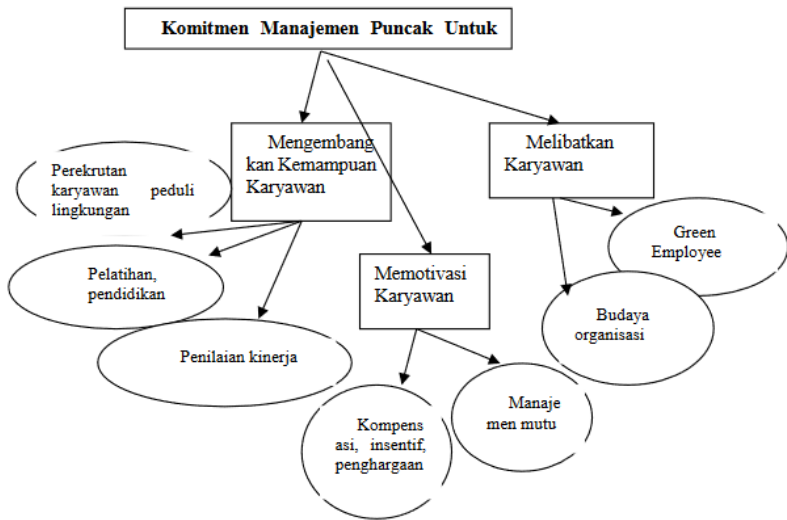 Komitmen Manajemen Puncak Untuk
Mengembang
kan Kemampuan
Karyawan
Melibatkan
Karyawan
Perekrutan
karyawan peduli
lingkungan
Green
Employee
Memotivasi
Karyawan
Pelatihan,
pendidikan
Budaya
organisasi
Penilaian kinerja
Manaje
men mutu
Kompens
asi, insentif,
penghargaan